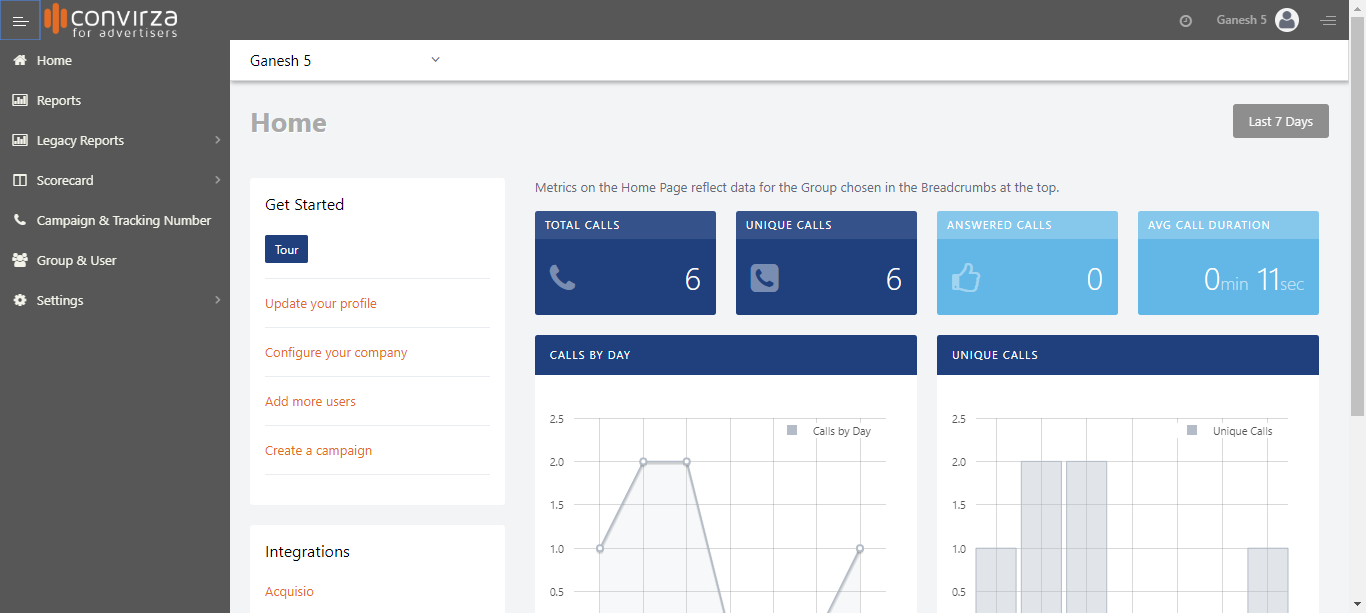 convirza
for advertisers
Ganesh 5
Home
Reports
Legacy Reports
Scorecard
Campaign & Tracking Number
Group & User
Settings
Ganesh 5
Home
Last 7 Days
Get Started
Tour
Update your profile
Configure your company
Add more users
Create a campaign
Integrations
Acquisio
Metrics on the Home Page reflect data for the Group chosen in the Breadcrumbs at the top.
TOTAL CALLS
6
UNIQUE CALLS
6
ANSWERED CALLS
0
AVG CALL DURATION
0min 11sec
CALLS BY DAY
Calls by Day
2.5
2.0
1.5
1.0
0.5
UNIQUE CALLS
Unique Calls
2.5
2.0
1.5
1.0
0.5